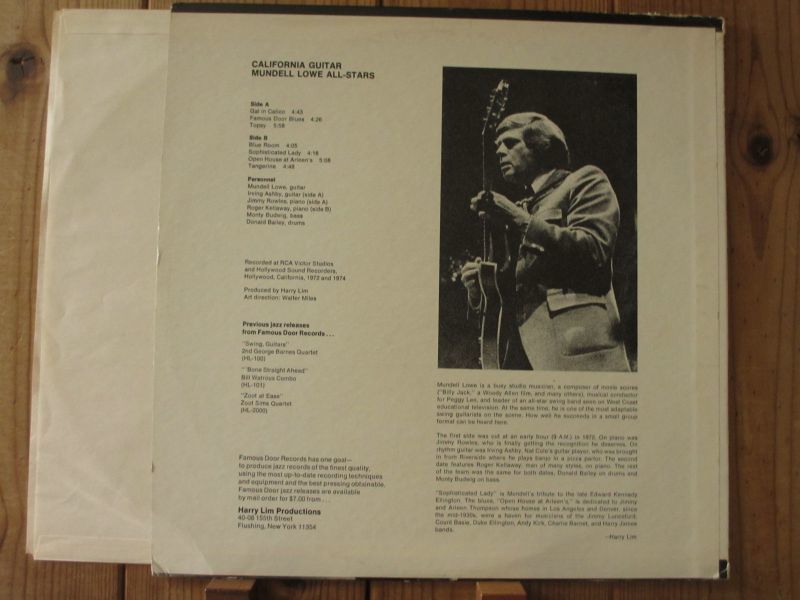 CALIFORNIA GUITAR
MUNDELL LOWE ALL-STARS
Side A
Gal in Calico 4:43
Famous Door Blues 4:26
Topsy 5:58
Side B
Blue Room 4:05
Sophisticated Lady 4:16
Open House at Arleen's 5:08
Tangerine 4:48
Personnel
Mundell Lowe, guitar
Irving Ashby, guitar (side A)
Jimmy Rowles, piano (side A)
Roger Kellaway, piano (side B)
Monty Budwig, bass
Donald Bailey, drums
Recorded at RCA Victor Studios
and Hollywood Sound Recorders,
Hollywood, California, 1972 and 1974
Produced by Harry Lim
Art direction: Walter Miles
Previous jazz releases
from Famous Door Records...
"Swing, Guitars"
2nd George Barnes Quartet
(HL-100)
"Bone Straight Ahead"
Bill Watrous Combo
(HL-101)
"Zoot at Ease"
Zoot Sims Quartet
(HL-2000)
Famous Door Records has one goal—
to produce jazz records of the finest quality,
using the most up-to-date recording techniques
and equipment and the best pressing obtainable.
Famous Door jazz releases are available
by mail order for $7.00 from...
Harry Lim Productions
40-08 155th Street
Flushing, New York 11354
Mundell Lowe is a busy studio musician, a composer of movie scores
("Billy Jack," a Woody Allen film, and many others), musical conductor
for Peggy Lee, and leader of an all-star swing band seen on West Coast
educational television. At the same time, he is one of the most adaptable
swing guitarists on the scene. How well he succeeds in a small group
format can be heard here.
The first side was cut at an early hour (9 A.M.) in 1972. On piano was
Jimmy Rowles, who is finally getting the recognition he deserves. On
rhythm guitar was Irving Ashby, Nat Cole's guitar player, who was brought
in from Riverside where he plays banjo in a pizza parlor. The second
date features Roger Kellaway, man of many styles, on piano. The rest
of the team was the same for both dates, Donald Bailey on drums and
Monty Budwig on bass.
"Sophisticated Lady" is Mundell's tribute to the late Edward Kennedy
Ellington. The blues, "Open House at Arleen's," is dedicated to Jimmy
and Arleen Thompson whose homes in Los Angeles and Denver, since
the mid-1930s, were a haven for musicians of the Jimmy Lunceford,
Count Basie, Duke Ellington, Andy Kirk, Charlie Barnet, and Harry James
bands.
—Harry Lim